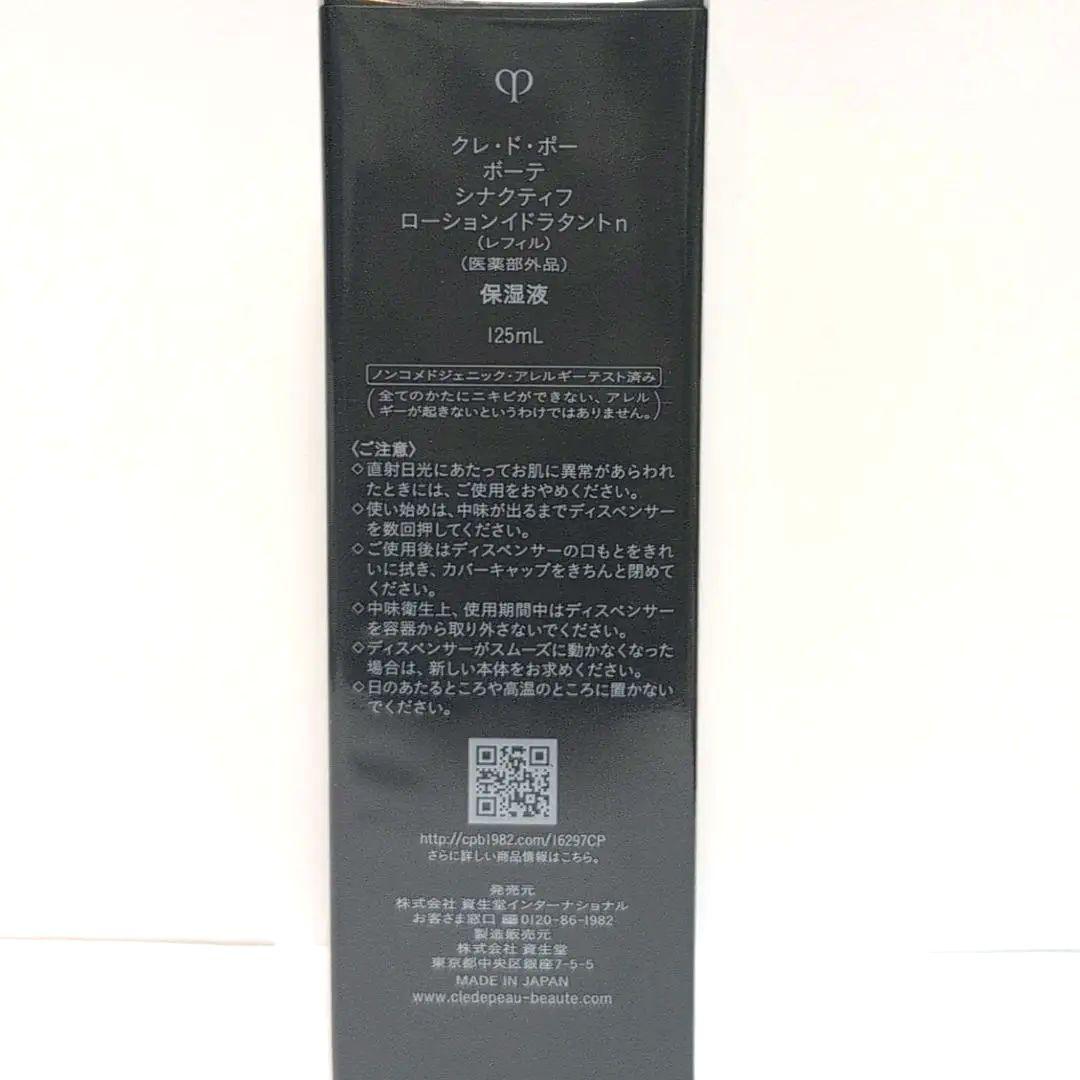 クレ・ド・ポー
ボーテ
シナクティフ
ローションイドラタントn
(レフィル)
(医薬部外品)
保湿液
125mL
ノンコメドジェニック・アレルギーテスト済み
(全てのかたにニキビができない、アレル
ギーが起きないというわけではありません。)
〈ご注意〉
◇直射日光にあたってお肌に異常があらわれ
たときには、ご使用をおやめください。
◇使い始めは、中味が出るまでディスペンサー
を数回押してください。
◇ご使用後はディスペンサーの口もとをきれ
いに拭き、カバーキャップをきちんと閉めて
ください。
◇中味衛生上、使用期間中はディスペンサー
を容器から取り外さないでください。
◇ディスペンサーがスムーズに動かなくなった
場合は、新しい本体をお求めください。
◇日のあたるところや高温のところに置かない
でください。
http://cpb1982.com/16297CP
さらに詳しい商品情報はこちら。
発売元
株式会社 資生堂インターナショナル
お客さま窓口 0120-86-1982
製造販売元
株式会社 資生堂
東京都中央区銀座7-5-5
MADE IN JAPAN
www.cledepeau-beaute.com